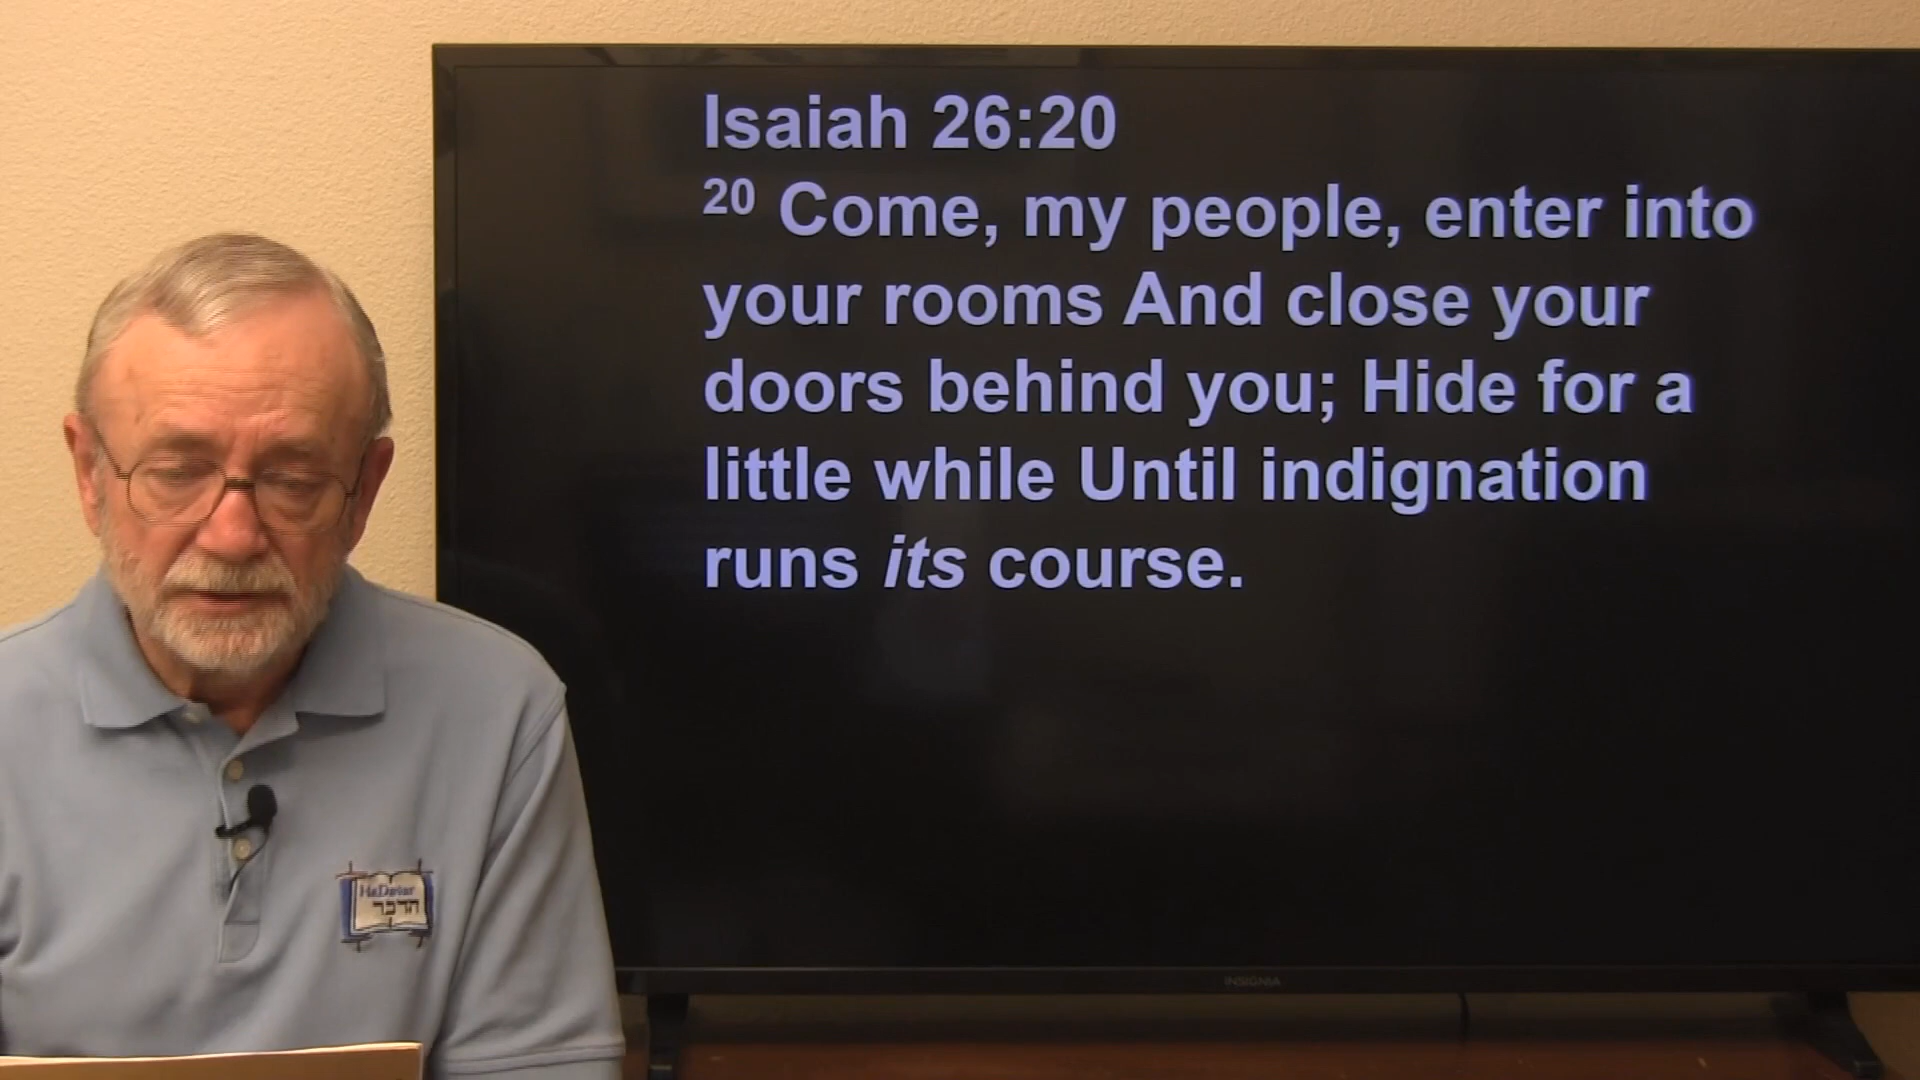 Isaiah 26:20
20 Come, my people, enter into
your rooms And close your
doors behind you; Hide for a
little while Until indignation
runs its course.
HaDavar
הדבר
INSIGNIA